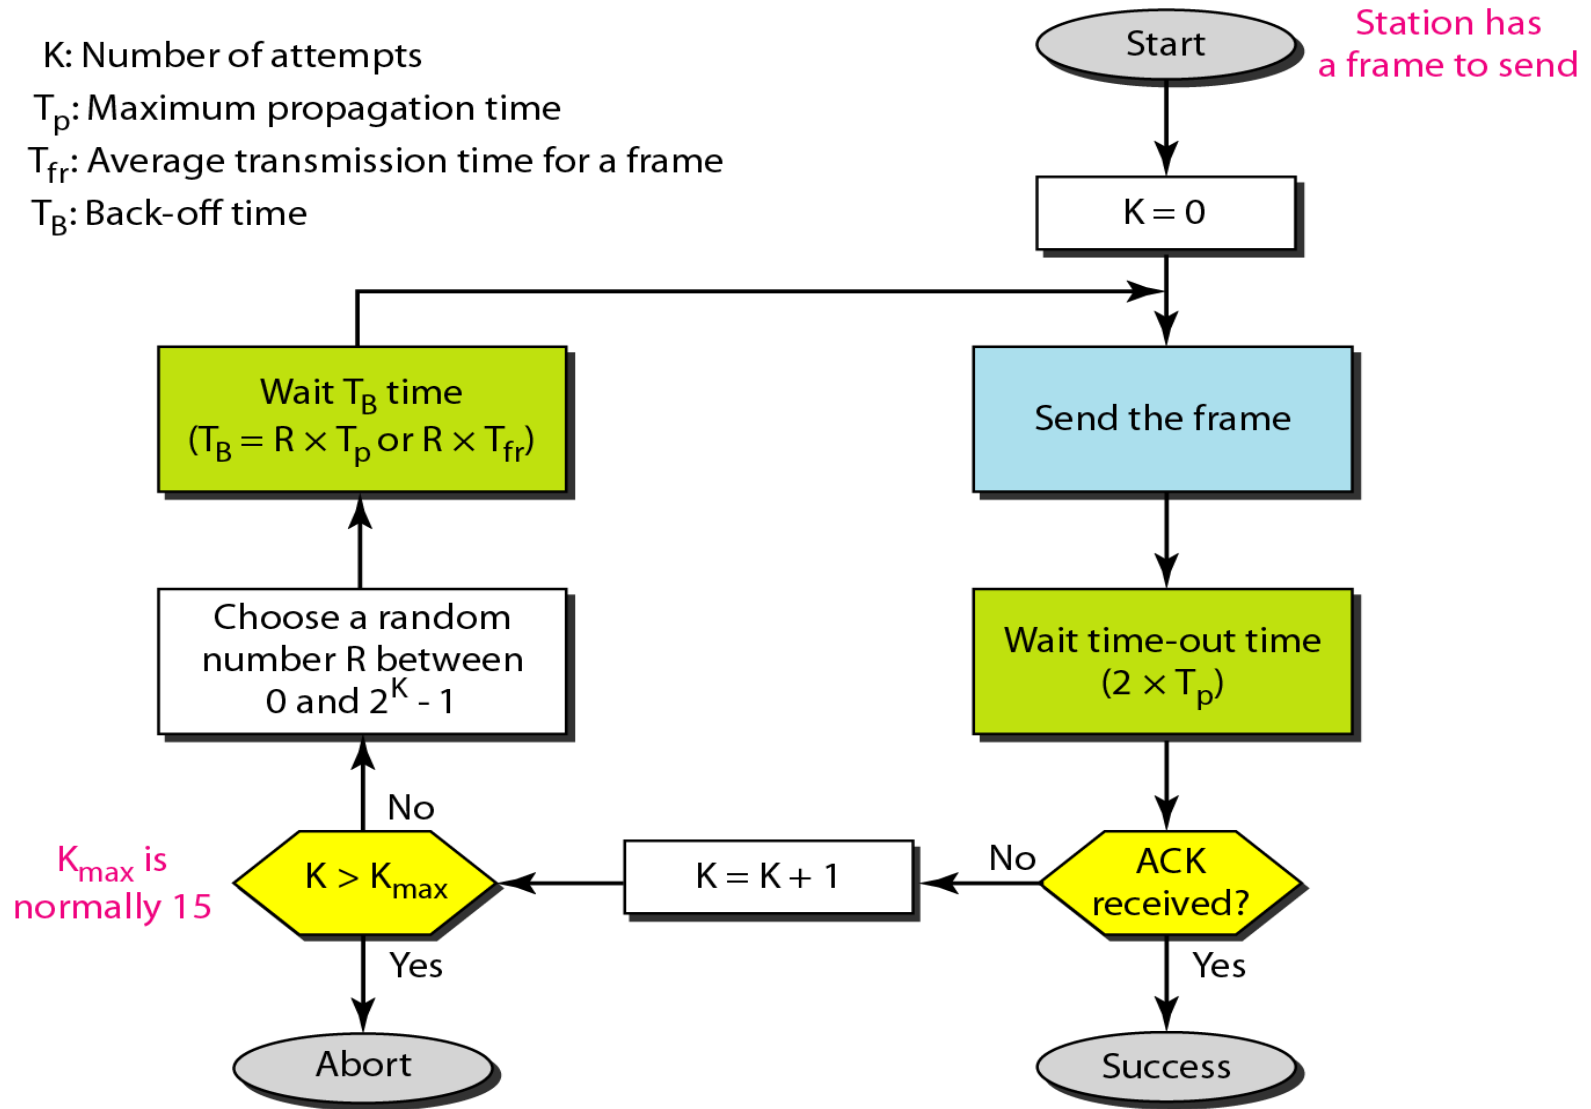 K: Number of attempts
Tp: Maximum propagation time
Tfr: Average transmission time for a frame
TB: Back-off time
Start
Station has
a frame to send
K = 0
Wait TB time
(TB = R × Tp or R × Tfr)
Send the frame
Choose a random
number R between
0 and 2^K - 1
Wait time-out time
(2 × Tp)
No
Kmax is
normally 15
K > Kmax
K = K + 1
No
ACK
received?
Yes
Yes
Abort
Success